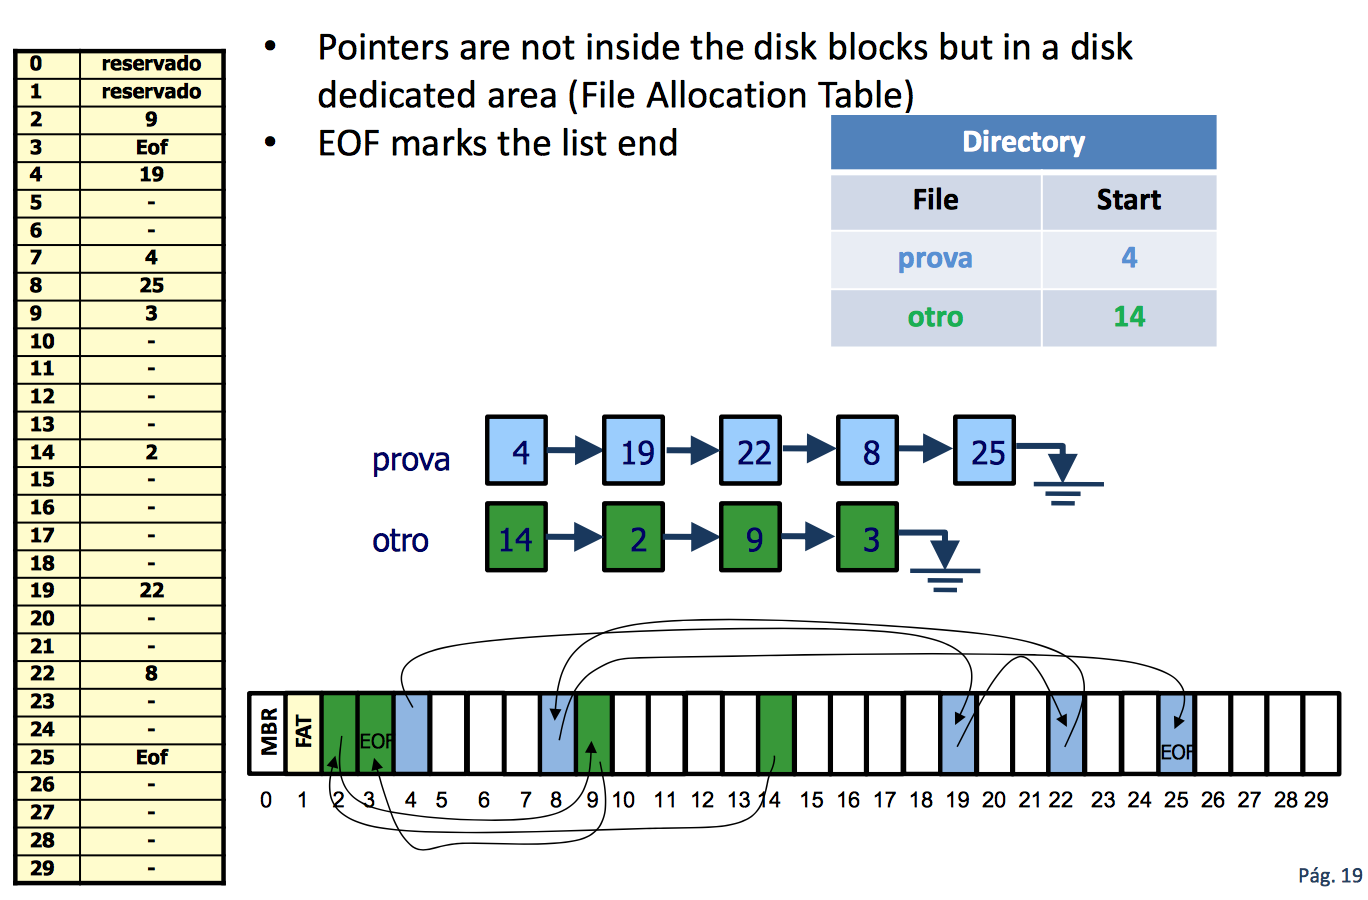 • Pointers are not inside the disk blocks but in a disk
dedicated area (File Allocation Table)
• EOF marks the list end
0 reservado
1 reservado
2 9
3 Eof
4 19
5 -
6 -
7 4
8 25
9 3
10 -
11 -
12 -
13 -
14 2
15 -
16 -
17 -
18 -
19 22
20 -
21 -
22 8
23 -
24 -
25 Eof
26 -
27 -
28 -
29 -
Directory
File Start
prova 4
otro 14
prova 4 19 22 8 25
otro 14 2 9 3
MBR FAT EOF EOF
0 1 2 3 4 5 6 7 8 9 10 11 12 13 14 15 16 17 18 19 20 21 22 23 24 25 26 27 28 29
Pág. 19